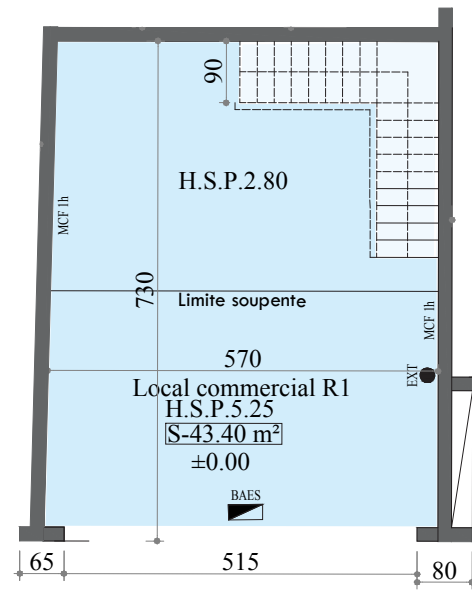 90
H.S.P.2.80
MCF 1h
730
Limite soupente
MCF 1h
570
EXT
Local commercial R1
H.S.P.5.25
S-43.40 m²
±0.00
BAES
65
515
80